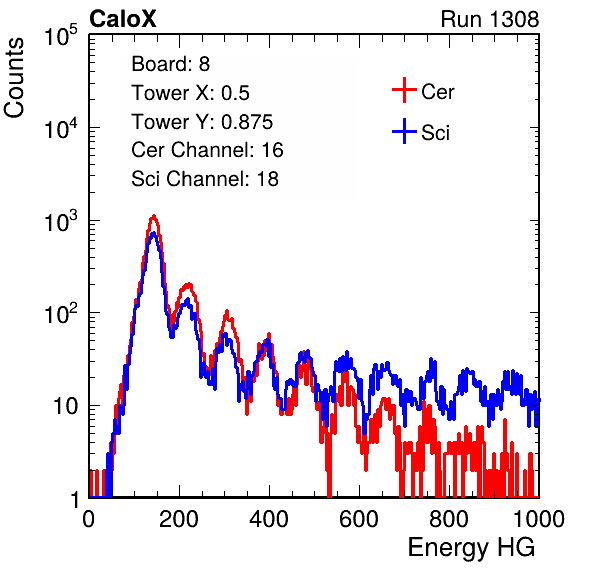 CaloX Run 1308
Counts
10^5
Board: 8
Tower X: 0.5
Tower Y: 0.875
Cer Channel: 16
Sci Channel: 18
Cer
Sci
10^4
10^3
10^2
10
1
0 200 400 600 800 1000
Energy HG